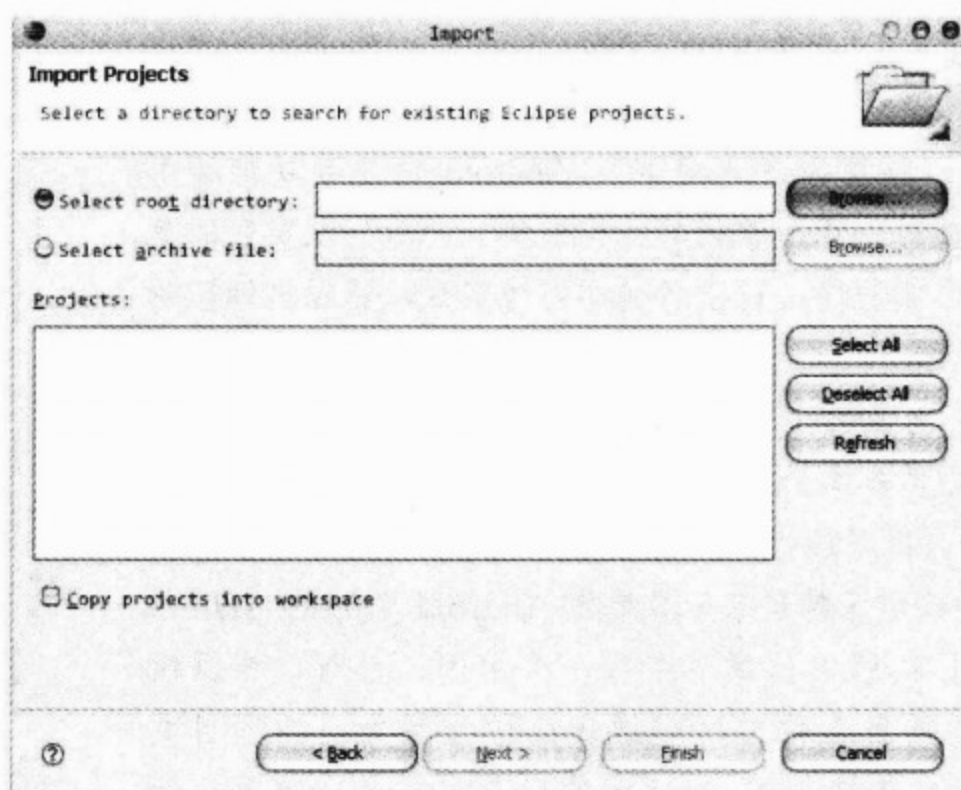 Import
Import Projects
Select a directory to search for existing Eclipse projects.
Select root directory:
Browse...
Select archive file:
Browse...
Projects:
Select All
Deselect All
Refresh
Copy projects into workspace
?
< Back
Next >
Finish
Cancel